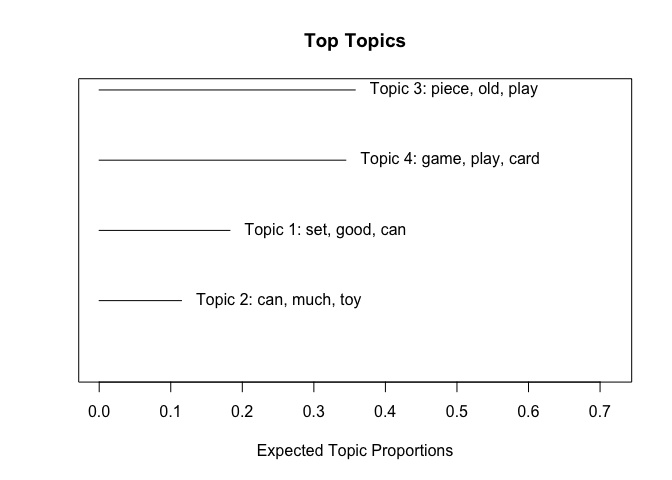 Top Topics
Topic 3: piece, old, play
Topic 4: game, play, card
Topic 1: set, good, can
Topic 2: can, much, toy
0.0 0.1 0.2 0.3 0.4 0.5 0.6 0.7
Expected Topic Proportions